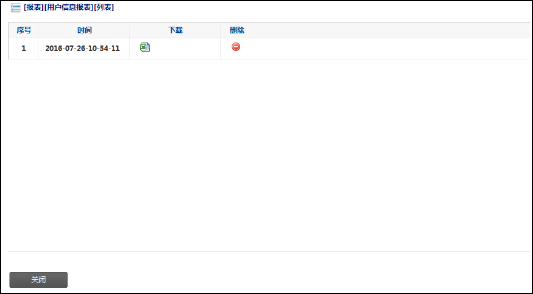 [报表][用户信息报表][列表]
序号 时间 下载 删除
1 2016-07-26-10-54-11
关闭